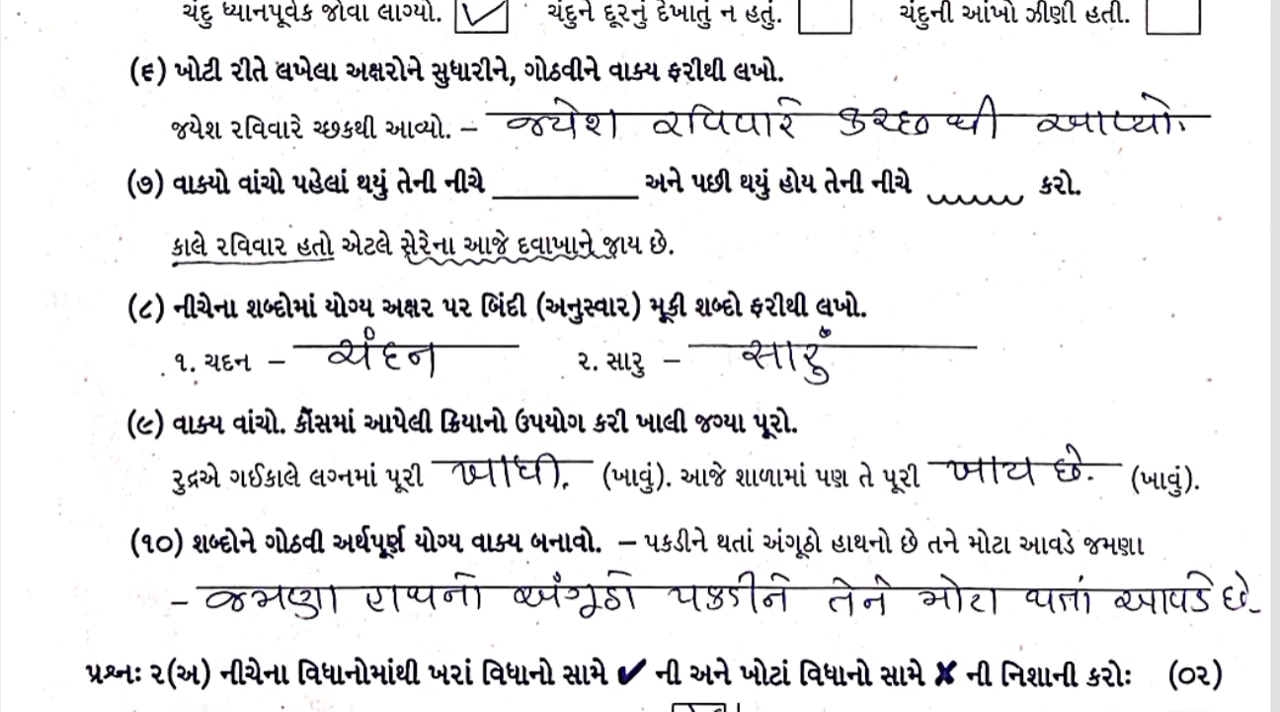 ચંદુ ધ્યાનપૂર્વક જોવા લાગ્યો. ✓ ચંદુને દૂરનું દેખાતું ન હતું. ચંદુની આંખો ઝીણી હતી.
(૬) ખોટી રીતે લખેલા અક્ષરોને સુધારીને, ગોઠવીને વાક્ય ફરીથી લખો.
જયેશ રવિવારે ચ્છકથી આવ્યો. – જયેશ રવિવારે કચ્છથી આવ્યો.
(૭) વાક્યો વાંચો પહેલાં થયું તેની નીચે ________ અને પછી થયું હોય તેની નીચે ﹏﹏﹏ કરો.
કાલે રવિવાર હતો એટલે સેરેના આજે દવાખાને જાય છે.
(૮) નીચેના શબ્દોમાં યોગ્ય અક્ષર પર બિંદી (અનુસ્વાર) મૂકી શબ્દો ફરીથી લખો.
૧. ચદન – ચંદન ૨. સારુ – સારું
(૯) વાક્ય વાંચો. કૌંસમાં આપેલી ક્રિયાનો ઉપયોગ કરી ખાલી જગ્યા પૂરો.
રુદ્રએ ગઈકાલે લગ્નમાં પૂરી ખાધી. (ખાવું). આજે શાળામાં પણ તે પૂરી ખાય છે. (ખાવું).
(૧૦) શબ્દોને ગોઠવી અર્થપૂર્ણ યોગ્ય વાક્ય બનાવો. – પકડીને થતાં અંગૂઠો હાથનો છે તને મોટા આવડે જમણા
– જમણા હાથનો અંગૂઠો પકડીને તેને મોટા થતાં આવડે છે.
પ્રશ્નઃ ૨(અ) નીચેના વિધાનોમાંથી ખરાં વિધાનો સામે ✔ ની અને ખોટાં વિધાનો સામે ✘ ની નિશાની કરોઃ (૦૨)